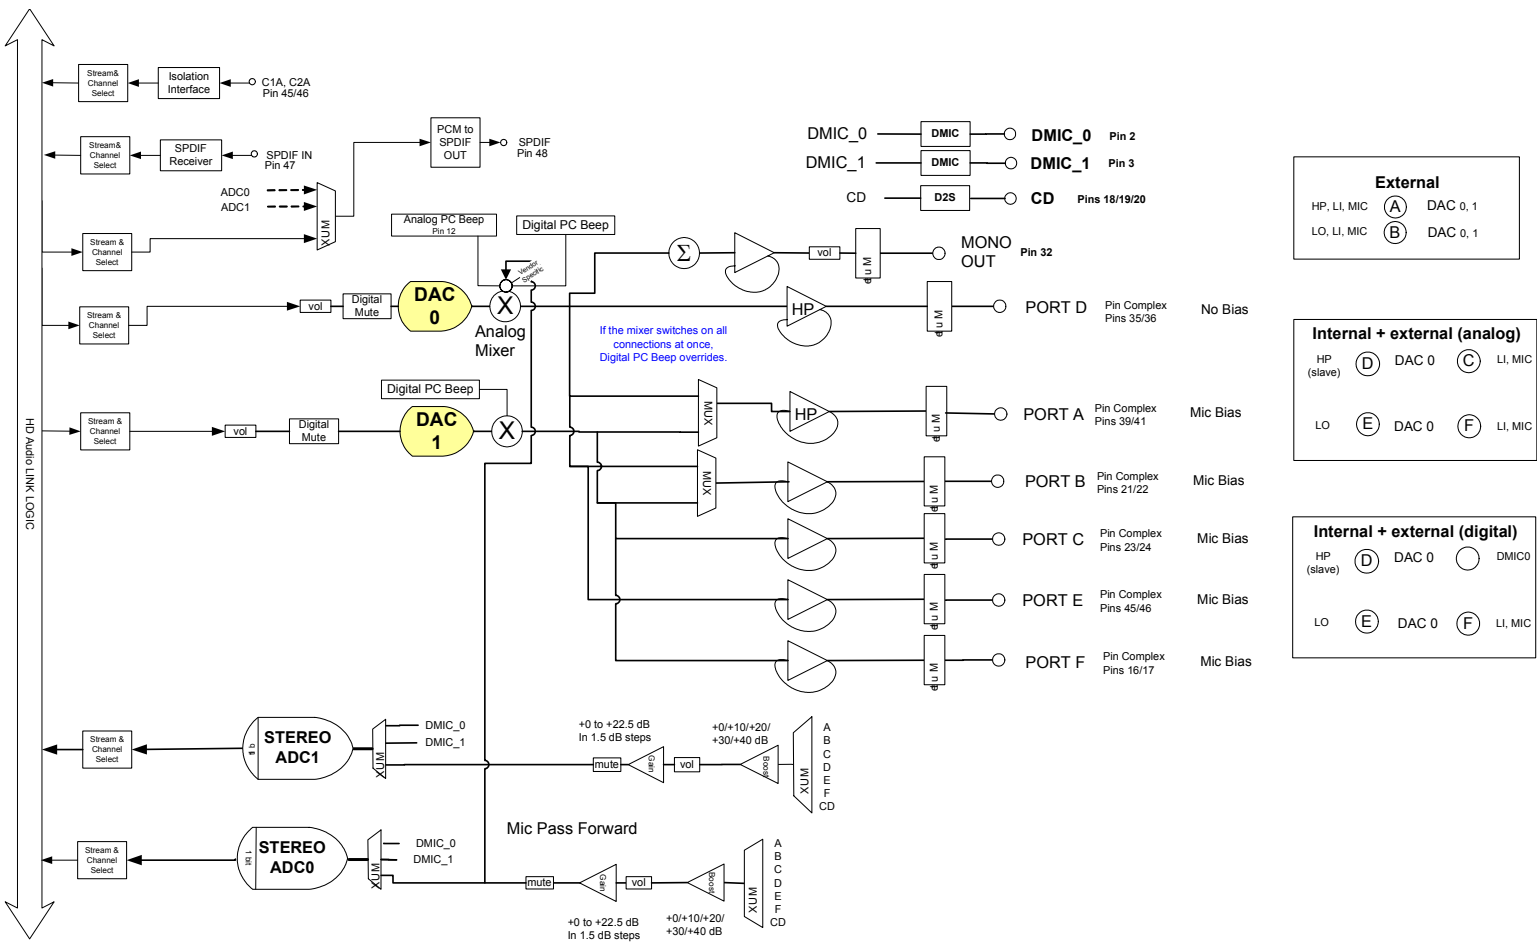 HD Audio LINK LOGIC
Stream&
Channel
Select
Isolation
Interface
C1A, C2A
Pin 45/46
Stream&
Channel
Select
SPDIF
Receiver
SPDIF IN
Pin 47
PCM to
SPDIF
OUT
SPDIF
Pin 48
ADC0
ADC1
MUX
Stream &
Channel
Select
Analog PC Beep
Pin 12
Digital PC Beep
Vendor
Specific
Stream &
Channel
Select
vol
Digital
Mute
DAC
0
X
Analog
Mixer
If the mixer switches on all
connections at once,
Digital PC Beep overrides.
Digital PC Beep
Stream &
Channel
Select
vol
Digital
Mute
DAC
1
X
DMIC_0
DMIC
DMIC_0 Pin 2
DMIC_1
DMIC
DMIC_1 Pin 3
CD
D2S
CD Pins 18/19/20
Σ
vol
Mute
MONO
OUT
Pin 32
HP
Mute
PORT D
Pin Complex
Pins 35/36
No Bias
MUX
HP
Mute
PORT A
Pin Complex
Pins 39/41
Mic Bias
MUX
Mute
PORT B
Pin Complex
Pins 21/22
Mic Bias
Mute
PORT C
Pin Complex
Pins 23/24
Mic Bias
Mute
PORT E
Pin Complex
Pins 45/46
Mic Bias
Mute
PORT F
Pin Complex
Pins 16/17
Mic Bias
External
HP, LI, MIC A DAC 0, 1
LO, LI, MIC B DAC 0, 1
Internal + external (analog)
HP
(slave)
D DAC 0 C LI, MIC
LO E DAC 0 F LI, MIC
Internal + external (digital)
HP
(slave)
D DAC 0 DMIC0
LO E DAC 0 F LI, MIC
Stream &
Channel
Select
STEREO
ADC1
MUX
DMIC_0
DMIC_1
mute
Gain
+0 to +22.5 dB
In 1.5 dB steps
vol
Boost
+0/+10/+20/
+30/+40 dB
MUX
A
B
C
D
E
F
CD
Mic Pass Forward
Stream &
Channel
Select
1 bit
STEREO
ADC0
MUX
DMIC_0
DMIC_1
mute
Gain
+0 to +22.5 dB
In 1.5 dB steps
vol
Boost
+0/+10/+20/
+30/+40 dB
MUX
A
B
C
D
E
F
CD